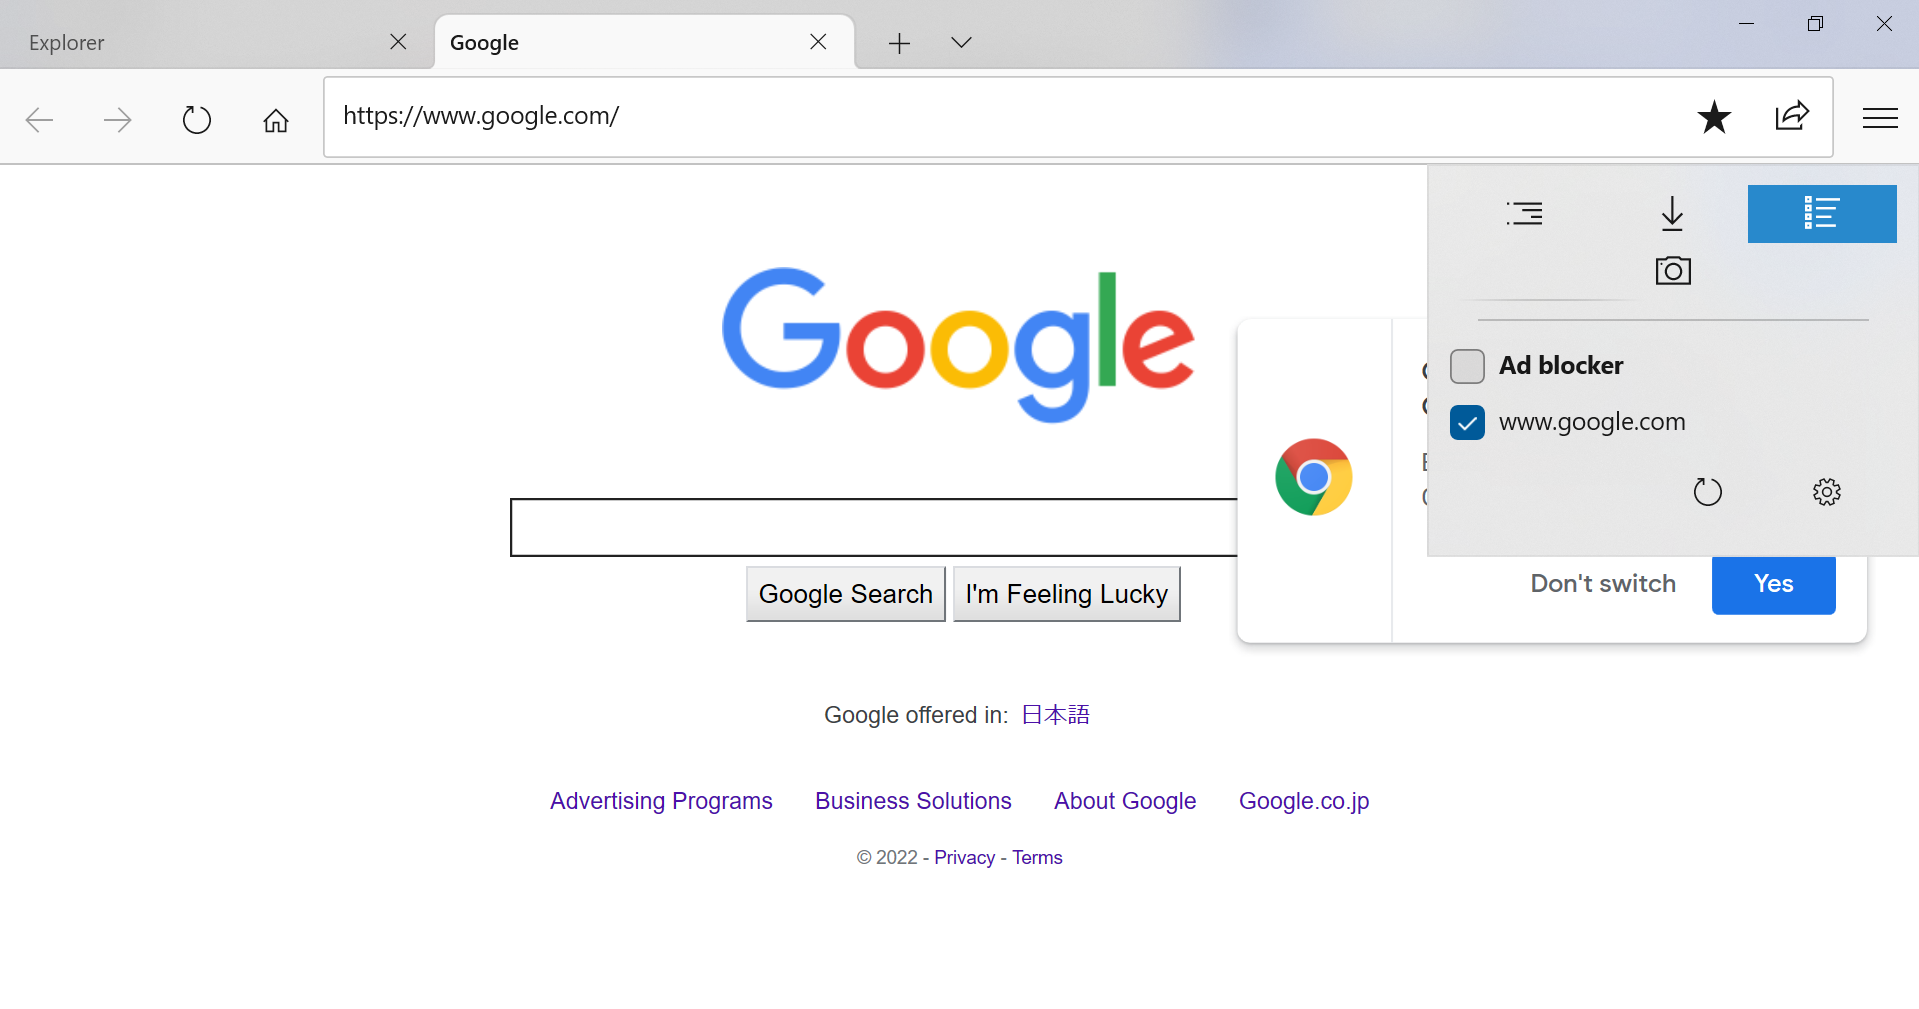 Explorer
Google
https://www.google.com/
Google
Ad blocker
www.google.com
Google Search
I'm Feeling Lucky
Don't switch
Yes
Google offered in: 日本語
Advertising Programs
Business Solutions
About Google
Google.co.jp
© 2022 - Privacy - Terms